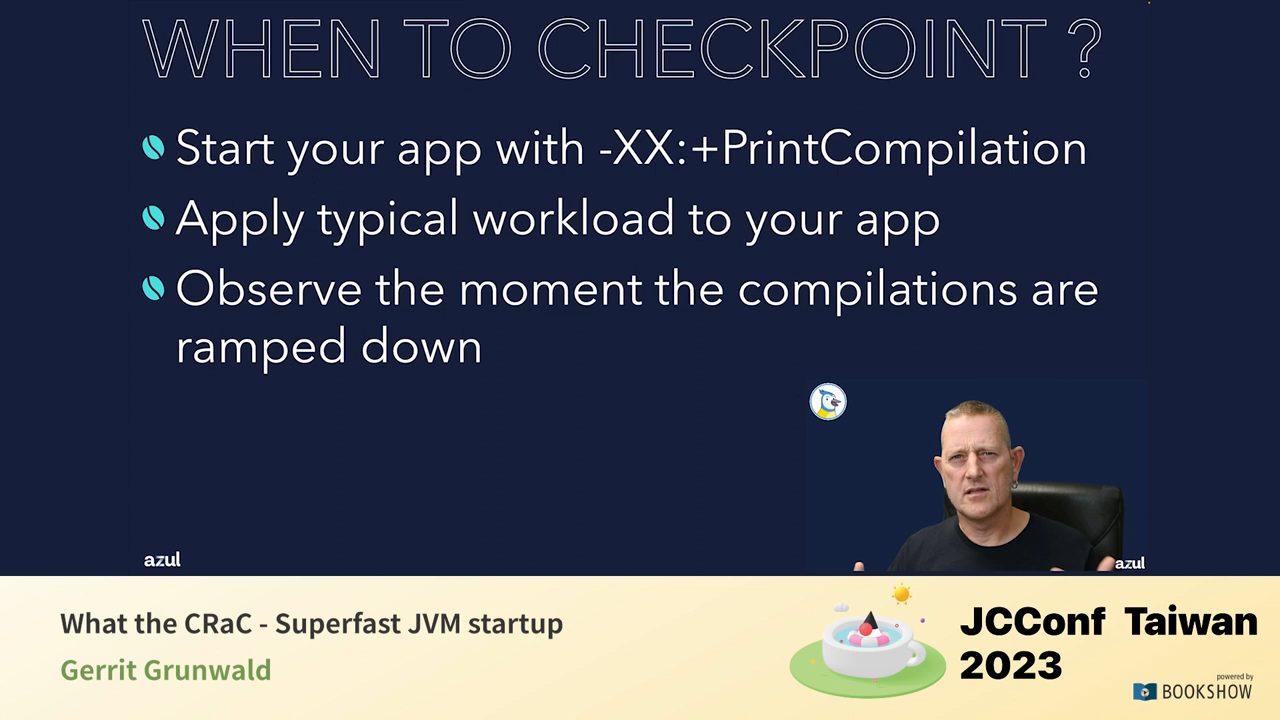 WHEN TO CHECKPOINT ?
Start your app with -XX:+PrintCompilation
Apply typical workload to your app
Observe the moment the compilations are
ramped down
azul
azul
What the CRaC - Superfast JVM startup
Gerrit Grunwald
JCConf Taiwan
2023
powered by
BOOKSHOW